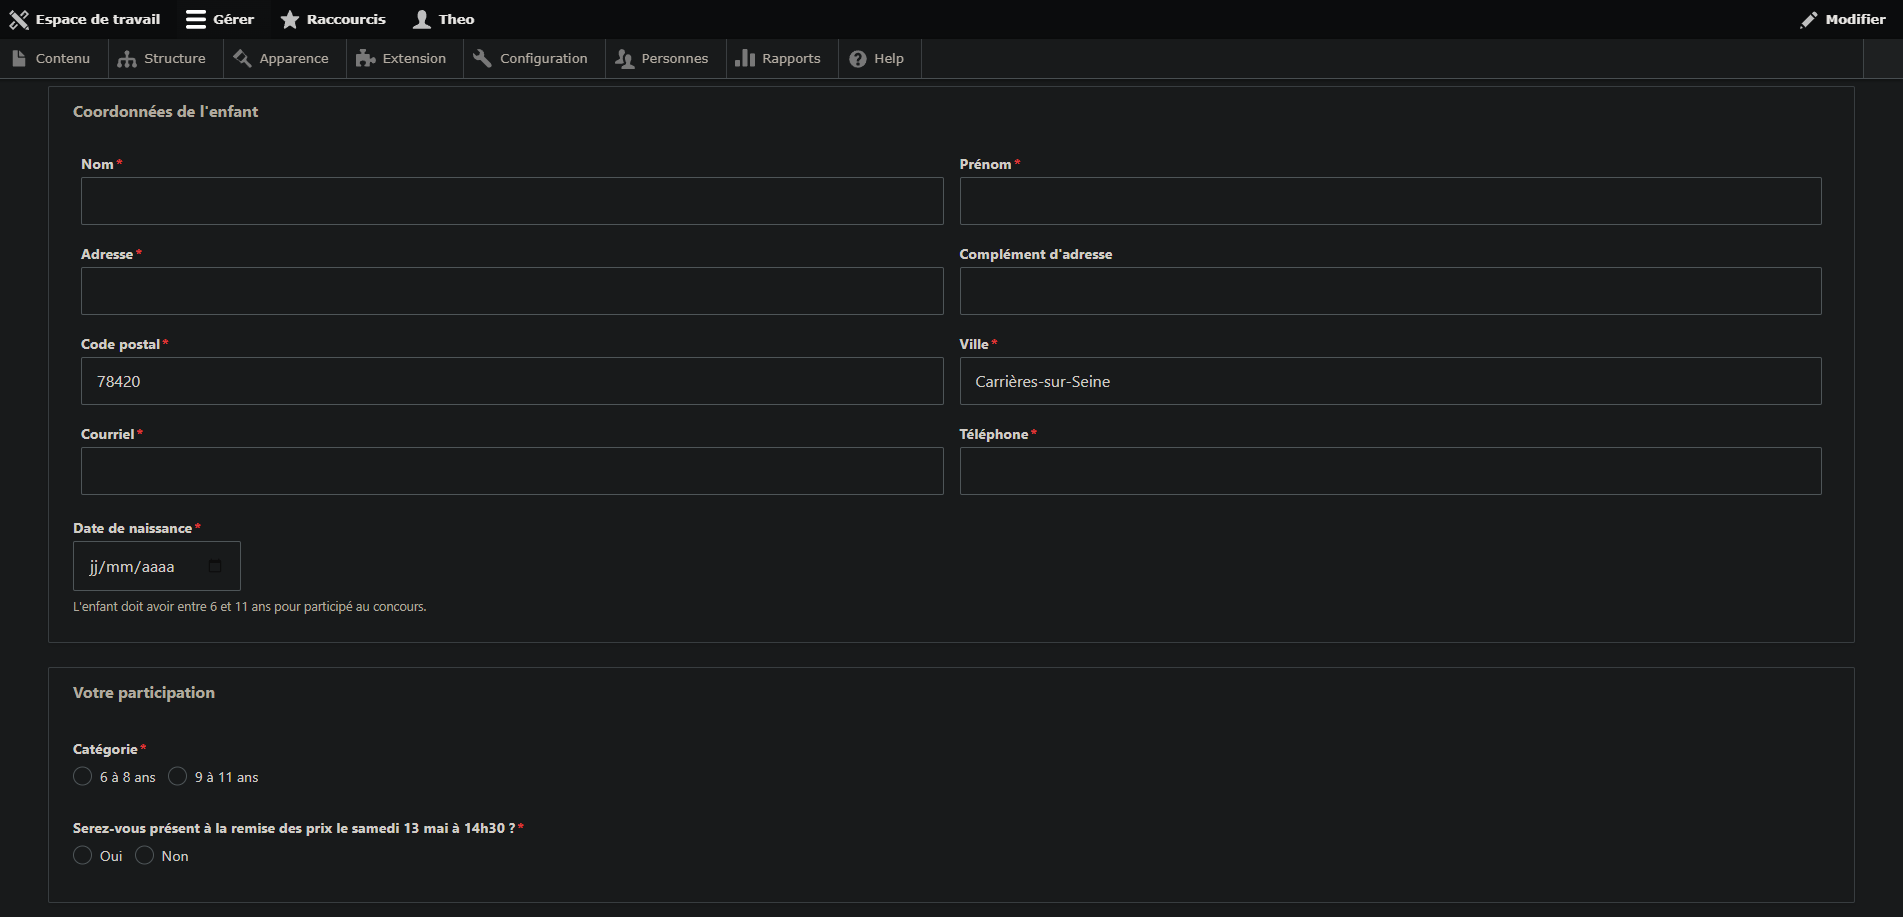 Espace de travail Gérer Raccourcis Theo Modifier
Contenu Structure Apparence Extension Configuration Personnes Rapports Help
Coordonnées de l'enfant
Nom* Prénom*
Adresse* Complément d'adresse
Code postal* Ville*
78420 Carrières-sur-Seine
Courriel* Téléphone*
Date de naissance*
jj/mm/aaaa
L'enfant doit avoir entre 6 et 11 ans pour participé au concours.
Votre participation
Catégorie*
6 à 8 ans 9 à 11 ans
Serez-vous présent à la remise des prix le samedi 13 mai à 14h30 ?*
Oui Non